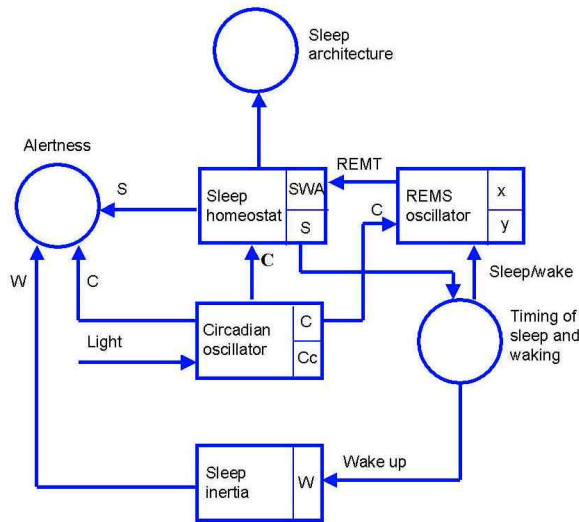 Sleep
architecture
Alertness
S
Sleep
homeostat
SWA
S
REMT
REMS
oscillator
x
y
C
W
C
C
Sleep/wake
Light
Circadian
oscillator
C
Cc
Timing of
sleep and
waking
Sleep
inertia
W
Wake up